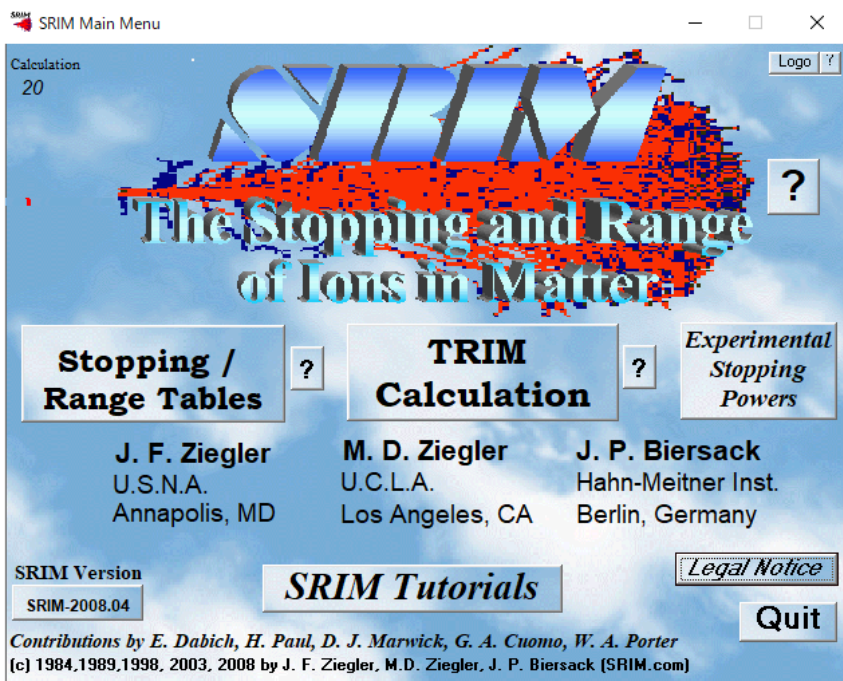 SRIM Main Menu
Calculation
20
Logo ?
SRIM
?
The Stopping and Range
of Ions in Matter
Stopping /
Range Tables
?
TRIM
Calculation
?
Experimental
Stopping
Powers
J. F. Ziegler
U.S.N.A.
Annapolis, MD
M. D. Ziegler
U.C.L.A.
Los Angeles, CA
J. P. Biersack
Hahn-Meitner Inst.
Berlin, Germany
SRIM Version
SRIM-2008.04
SRIM Tutorials
Legal Notice
Quit
Contributions by E. Dabich, H. Paul, D. J. Marwick, G. A. Cuomo, W. A. Porter
(c) 1984,1989,1998, 2003, 2008 by J. F. Ziegler, M.D. Ziegler, J. P. Biersack (SRIM.com)